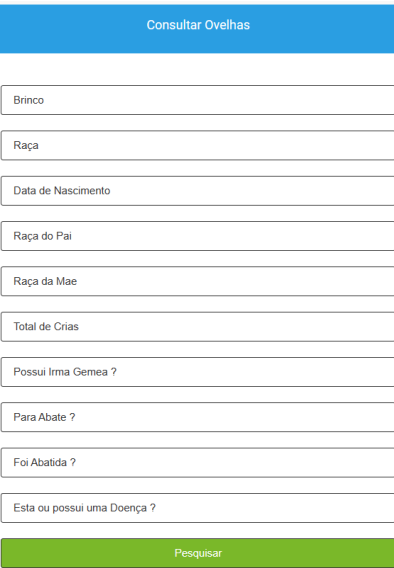 Consultar Ovelhas
Brinco
Raça
Data de Nascimento
Raça do Pai
Raça da Mae
Total de Crias
Possui Irma Gemea ?
Para Abate ?
Foi Abatida ?
Esta ou possui uma Doença ?
Pesquisar